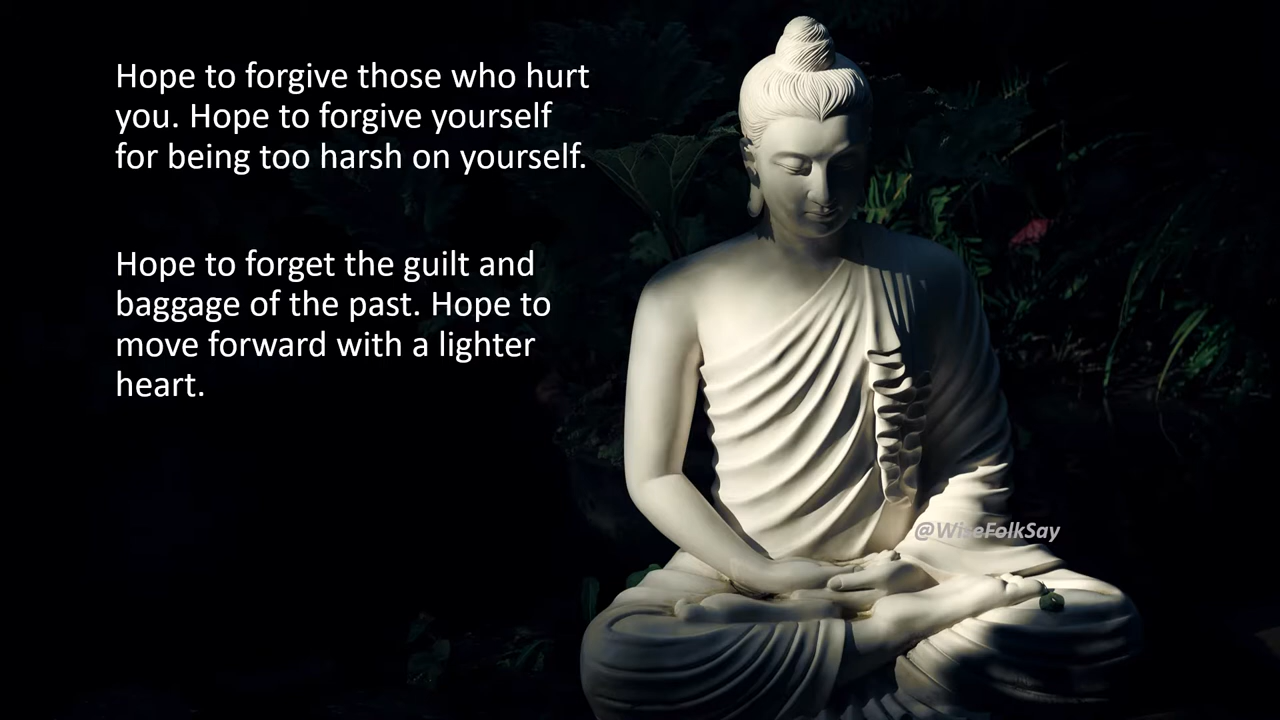 Hope to forgive those who hurt
you. Hope to forgive yourself
for being too harsh on yourself.
Hope to forget the guilt and
baggage of the past. Hope to
move forward with a lighter
heart.
@WiseFolkSay